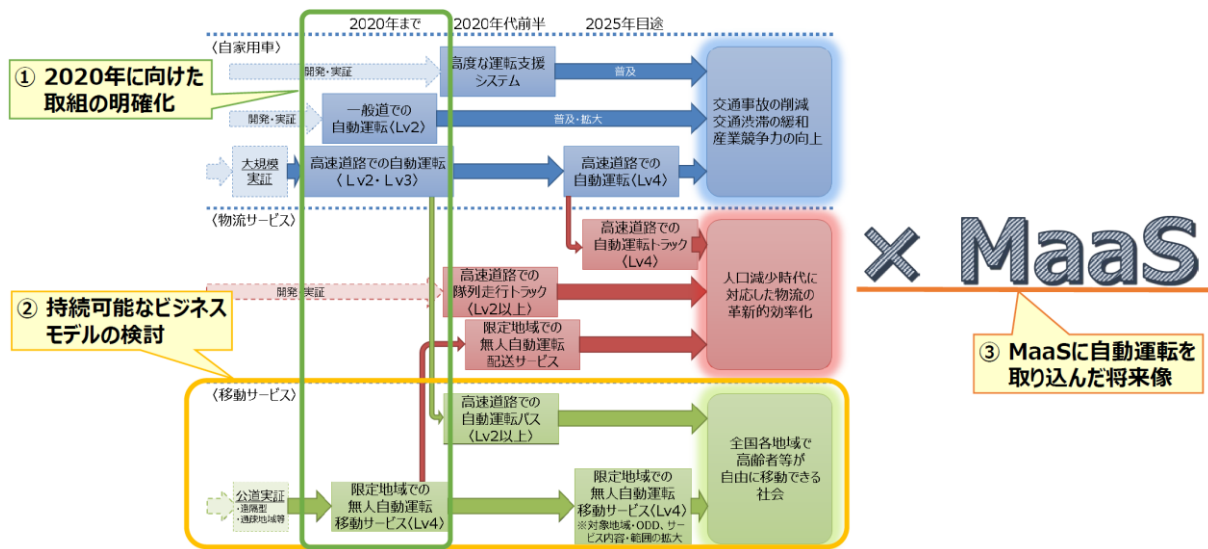 2020年まで
2020年代前半
2025年目途
〈自家用車〉
① 2020年に向けた
取組の明確化
開発・実証
高度な運転支援
システム
普及
開発・実証
一般道での
自動運転〈Lv2〉
普及・拡大
大規模
実証
高速道路での自動運転
〈Lv2・Lv3〉
高速道路での
自動運転〈Lv4〉
交通事故の削減
交通渋滞の緩和
産業競争力の向上
〈物流サービス〉
高速道路での
自動運転トラック
〈Lv4〉
開発・実証
高速道路での
隊列走行トラック
〈Lv2以上〉
限定地域での
無人自動運転
配送サービス
人口減少時代に
対応した物流の
革新的効率化
② 持続可能なビジネス
モデルの検討
× MaaS
③ MaaSに自動運転を
取り込んだ将来像
〈移動サービス〉
高速道路での
自動運転バス
〈Lv2以上〉
公道実証
・遠隔型
・過疎地域等
限定地域での
無人自動運転
移動サービス〈Lv4〉
限定地域での
無人自動運転
移動サービス〈Lv4〉
※対象地域・ODD、サー
ビス内容・範囲の拡大
全国各地域で
高齢者等が
自由に移動できる
社会